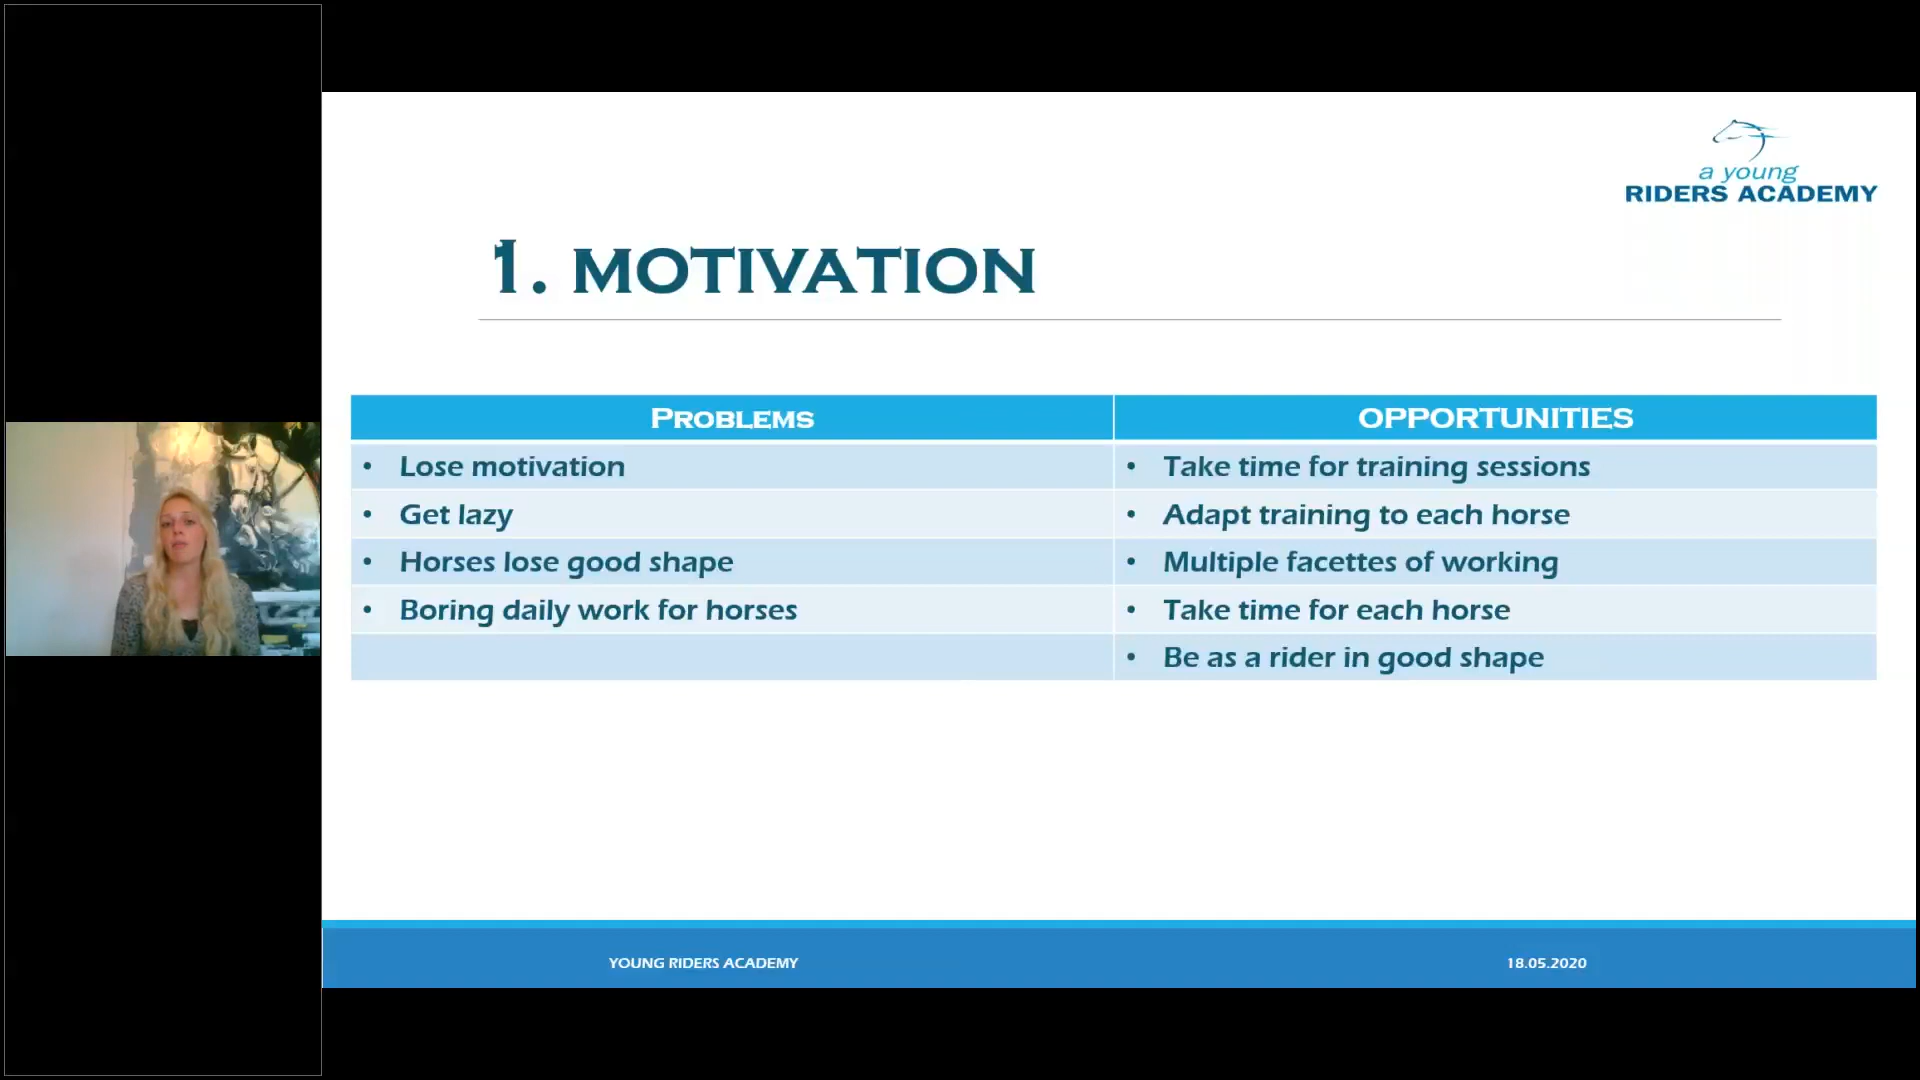 a young
RIDERS ACADEMY
1. MOTIVATION
PROBLEMS
OPPORTUNITIES
• Lose motivation
• Take time for training sessions
• Get lazy
• Adapt training to each horse
• Horses lose good shape
• Multiple facettes of working
• Boring daily work for horses
• Take time for each horse
• Be as a rider in good shape
YOUNG RIDERS ACADEMY
18.05.2020